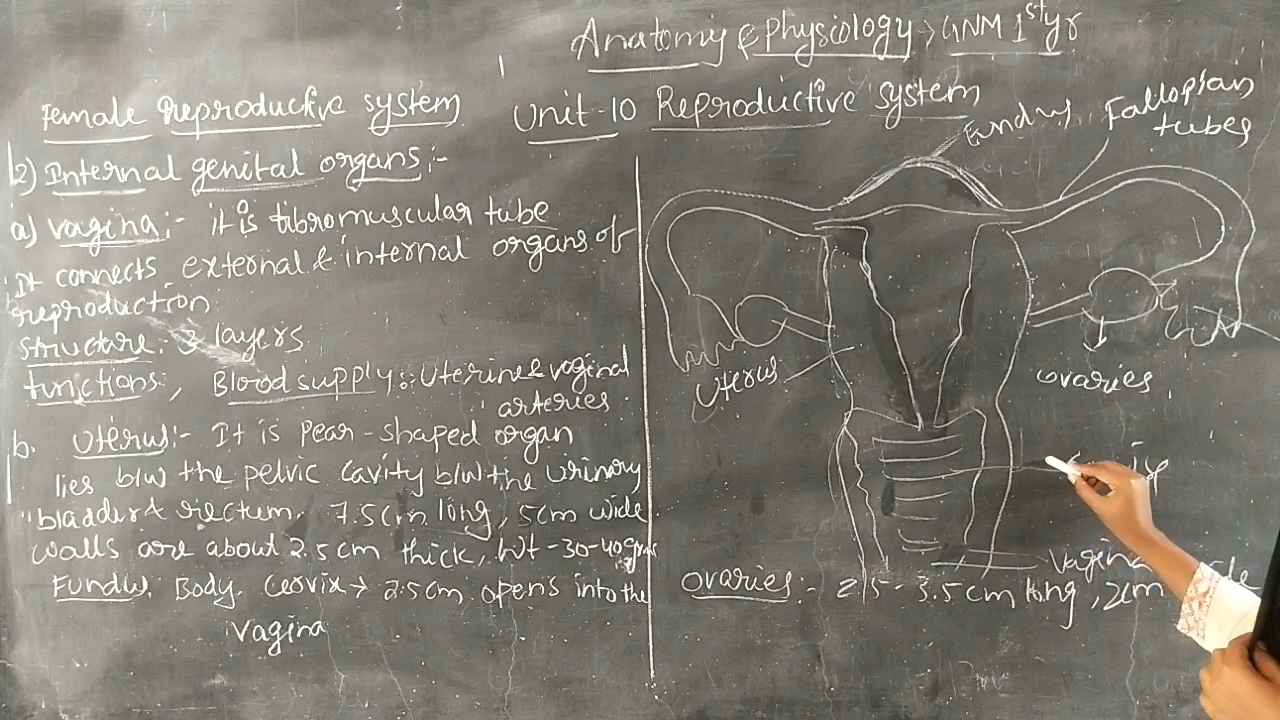 Anatomy & Physiology → GNM 1st yr
Female Reproductive system
Unit-10 Reproductive system
2) Internal genital organs :-
a) vagina :- it is fibromuscular tube
It connects external & internal organs of
reproduction
structure :- 3 layers
functions :, Blood supply :- Uterine & vaginal
arteries
b. Uterus :- It is pear-shaped organ
lies b/w the pelvic cavity b/w the urinary
bladder & rectum. 7.5cm long, 5cm wide
walls are about 2.5 cm thick, wt-30-40gms
Fundus. Body. Cervix → 2.5cm opens into the
vagina
Fundus
Fallopian
tubes
Uterus
ovaries
vagina
ovaries :- 2.5 - 3.5 cm long, 2cm